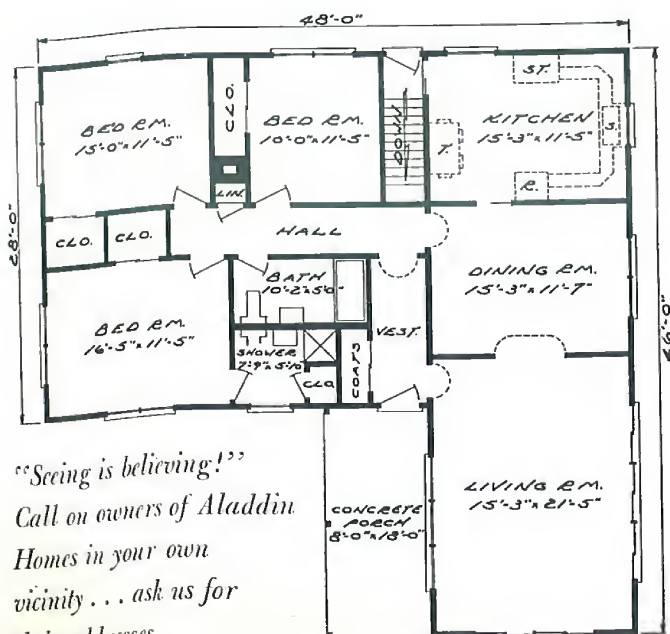 48'-0"
28'-0"
46'-0"
BED RM.
15'-0"x11'-5"
CLO.
BED RM.
10'-0"x11'-5"
DOWN
ST.
KITCHEN
15'-3"x11'-5"
S.
T.
R.
LIN.
CLO.
CLO.
HALL
BATH
10'-2"x5'-0"
DINING RM.
15'-3"x11'-7"
BED RM.
16'-5"x11'-5"
SHOWER
7'-9"x5'-10"
CLO.
COATS
VEST.
LIVING RM.
15'-3"x21'-5"
CONCRETE
PORCH
8'-0"x18'-0"
"Seeing is believing!"
Call on owners of Aladdin
Homes in your own
vicinity . . . ask us for